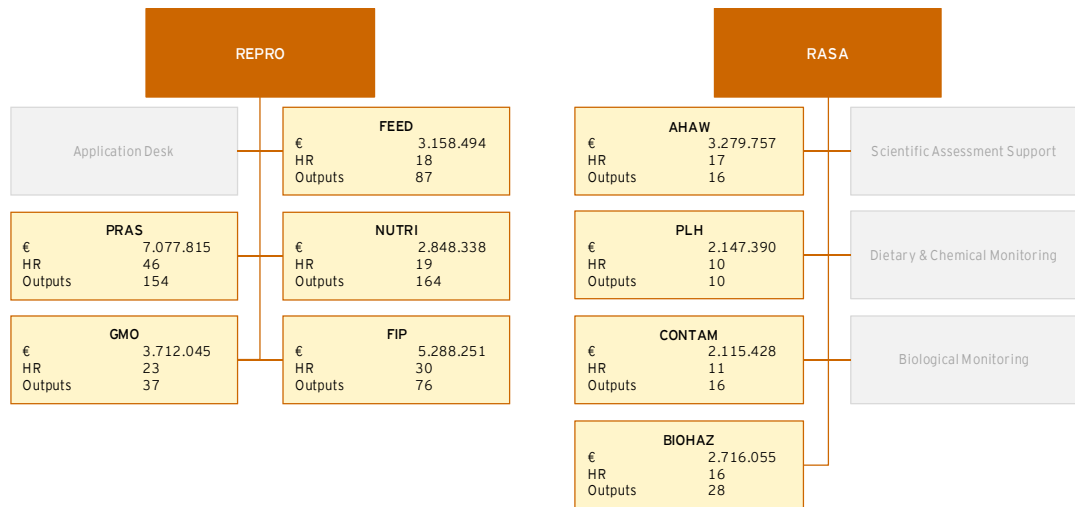 REPRO
Application Desk
FEED
€ 3.158.494
HR 18
Outputs 87
PRAS
€ 7.077.815
HR 46
Outputs 154
NUTRI
€ 2.848.338
HR 19
Outputs 164
GMO
€ 3.712.045
HR 23
Outputs 37
FIP
€ 5.288.251
HR 30
Outputs 76
RASA
AHAW
€ 3.279.757
HR 17
Outputs 16
Scientific Assessment Support
PLH
€ 2.147.390
HR 10
Outputs 10
Dietary & Chemical Monitoring
CONTAM
€ 2.115.428
HR 11
Outputs 16
Biological Monitoring
BIOHAZ
€ 2.716.055
HR 16
Outputs 28